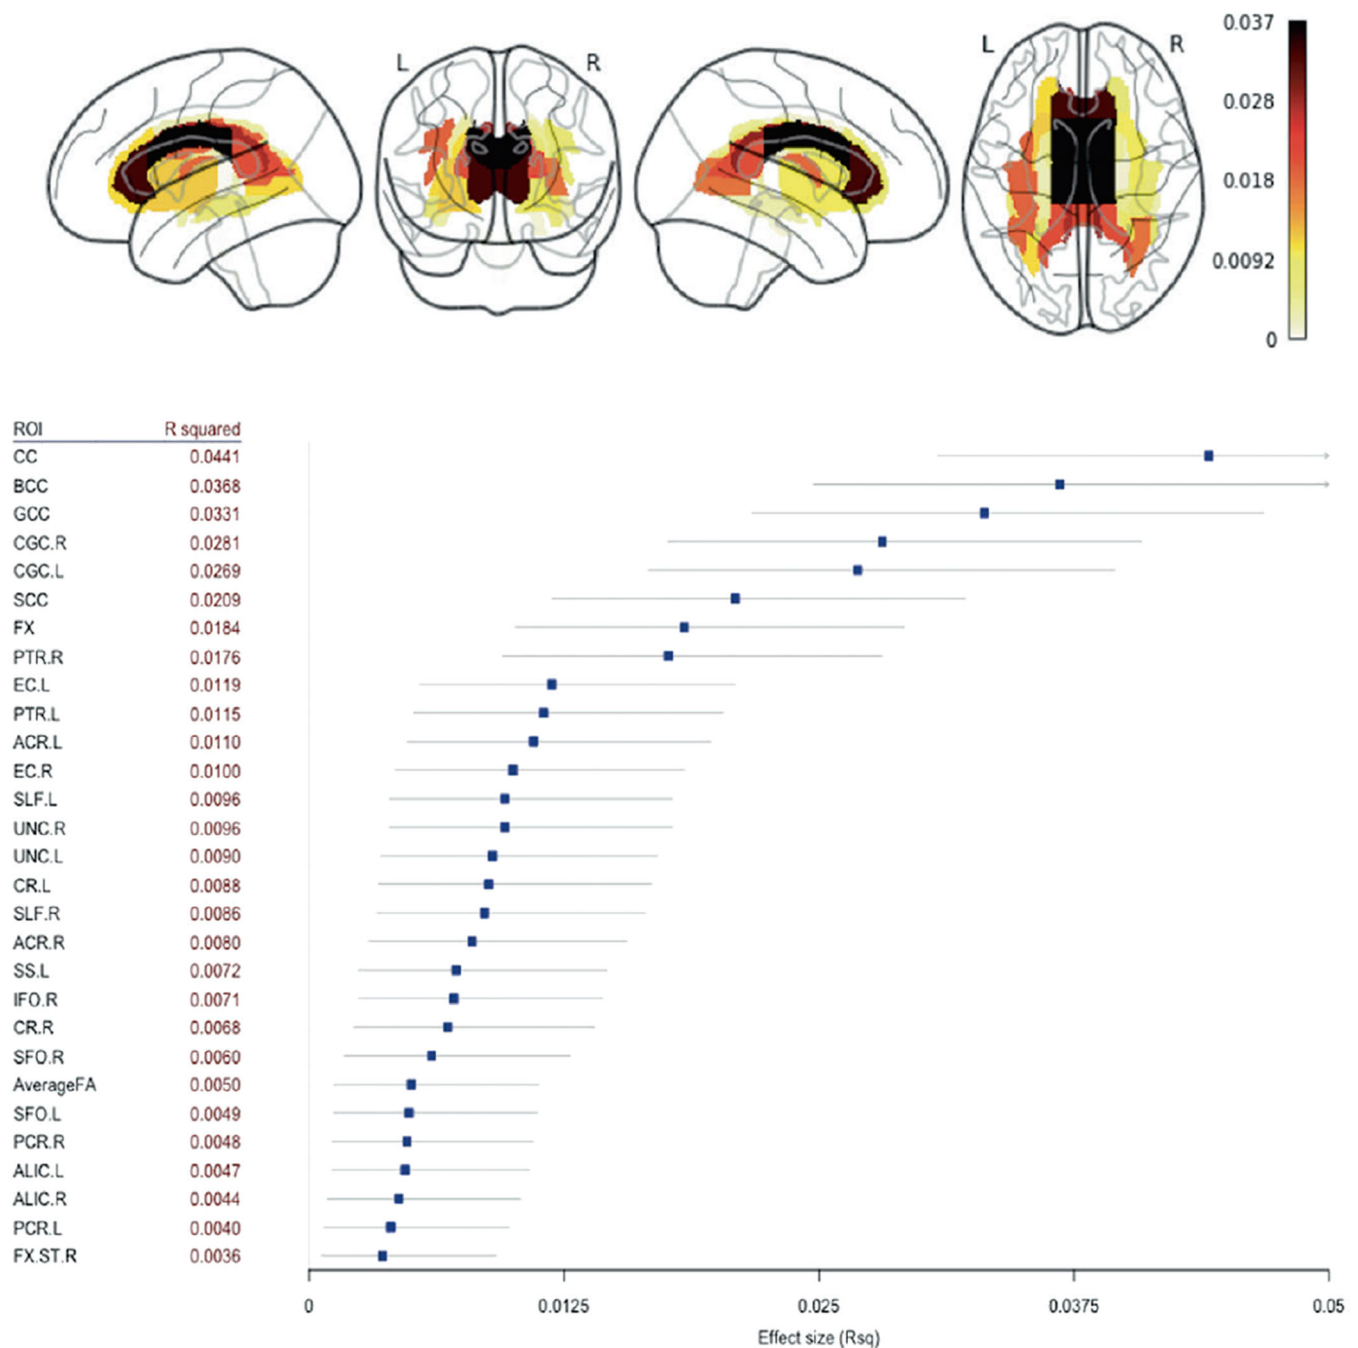 L R L R
0.037
0.028
0.018
0.0092
0
ROI R squared
CC 0.0441
BCC 0.0368
GCC 0.0331
CGC.R 0.0281
CGC.L 0.0269
SCC 0.0209
FX 0.0184
PTR.R 0.0176
EC.L 0.0119
PTR.L 0.0115
ACR.L 0.0110
EC.R 0.0100
SLF.L 0.0096
UNC.R 0.0096
UNC.L 0.0090
CR.L 0.0088
SLF.R 0.0086
ACR.R 0.0080
SS.L 0.0072
IFO.R 0.0071
CR.R 0.0068
SFO.R 0.0060
AverageFA 0.0050
SFO.L 0.0049
PCR.R 0.0048
ALIC.L 0.0047
ALIC.R 0.0044
PCR.L 0.0040
FX.ST.R 0.0036
0 0.0125 0.025 0.0375 0.05
Effect size (Rsq)